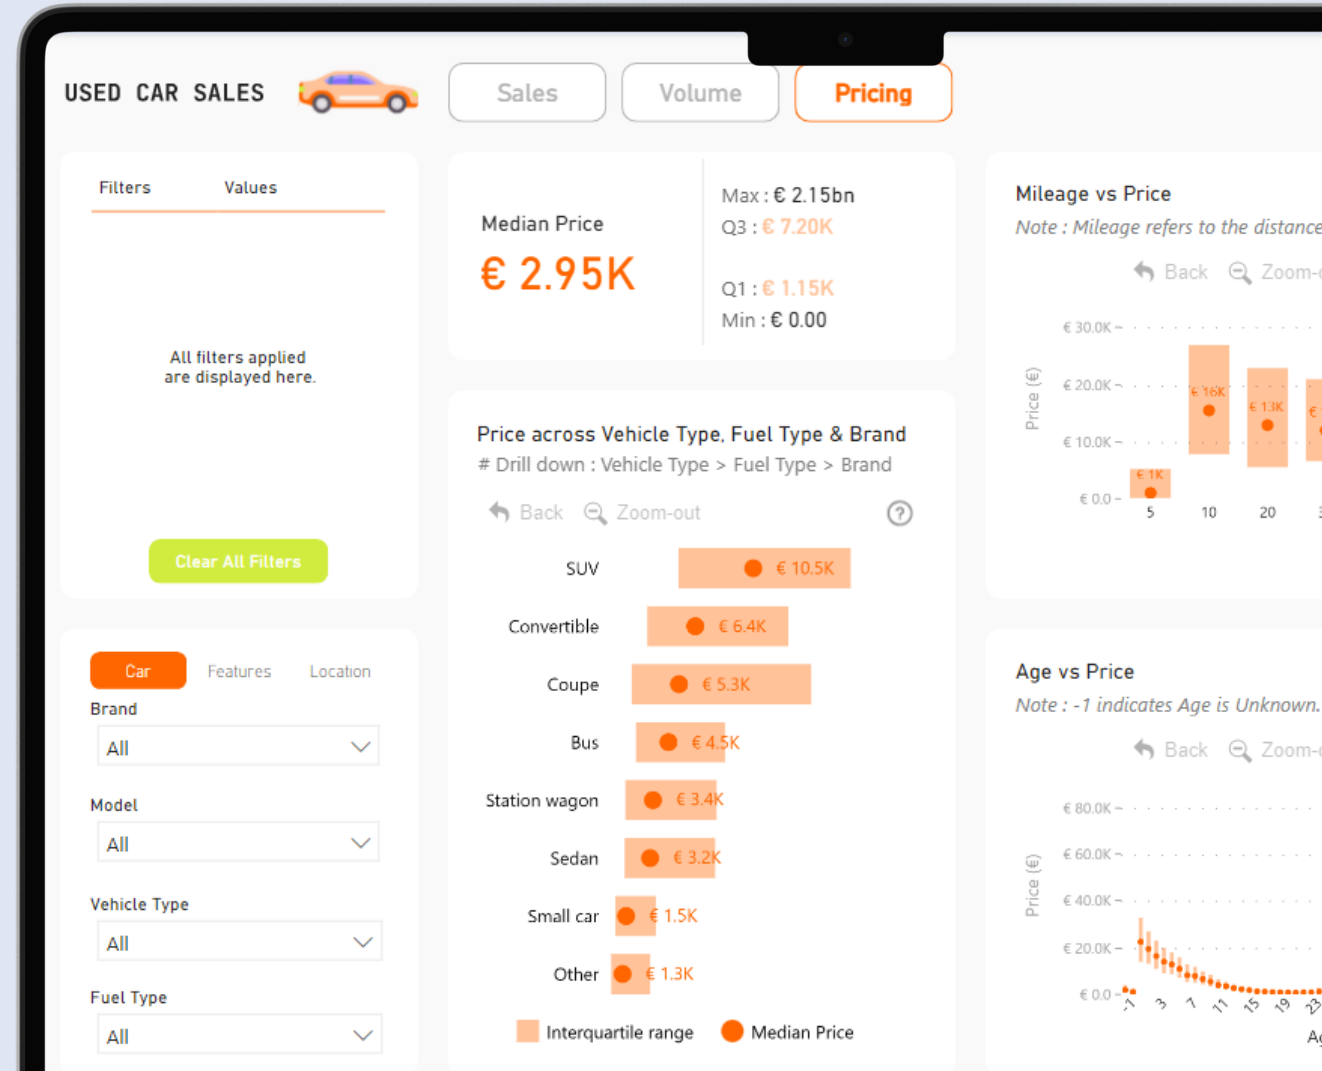 USED CAR SALES
Sales
Volume
Pricing
Filters Values
All filters applied
are displayed here.
Clear All Filters
Car Features Location
Brand
All
Model
All
Vehicle Type
All
Fuel Type
All
Median Price
€ 2.95K
Max : € 2.15bn
Q3 : € 7.20K
Q1 : € 1.15K
Min : € 0.00
Price across Vehicle Type, Fuel Type & Brand
# Drill down : Vehicle Type > Fuel Type > Brand
Back Zoom-out ?
SUV € 10.5K
Convertible € 6.4K
Coupe € 5.3K
Bus € 4.5K
Station wagon € 3.4K
Sedan € 3.2K
Small car € 1.5K
Other € 1.3K
Interquartile range Median Price
Mileage vs Price
Note : Mileage refers to the distance
Back Zoom-
Price (€)
€ 30.0K
€ 20.0K
€ 10.0K
€ 0.0
€ 1K € 16K € 13K €
5 10 20
Age vs Price
Note : -1 indicates Age is Unknown.
Back Zoom-
Price (€)
€ 80.0K
€ 60.0K
€ 40.0K
€ 20.0K
€ 0.0
-1 3 7 11 15 19 23